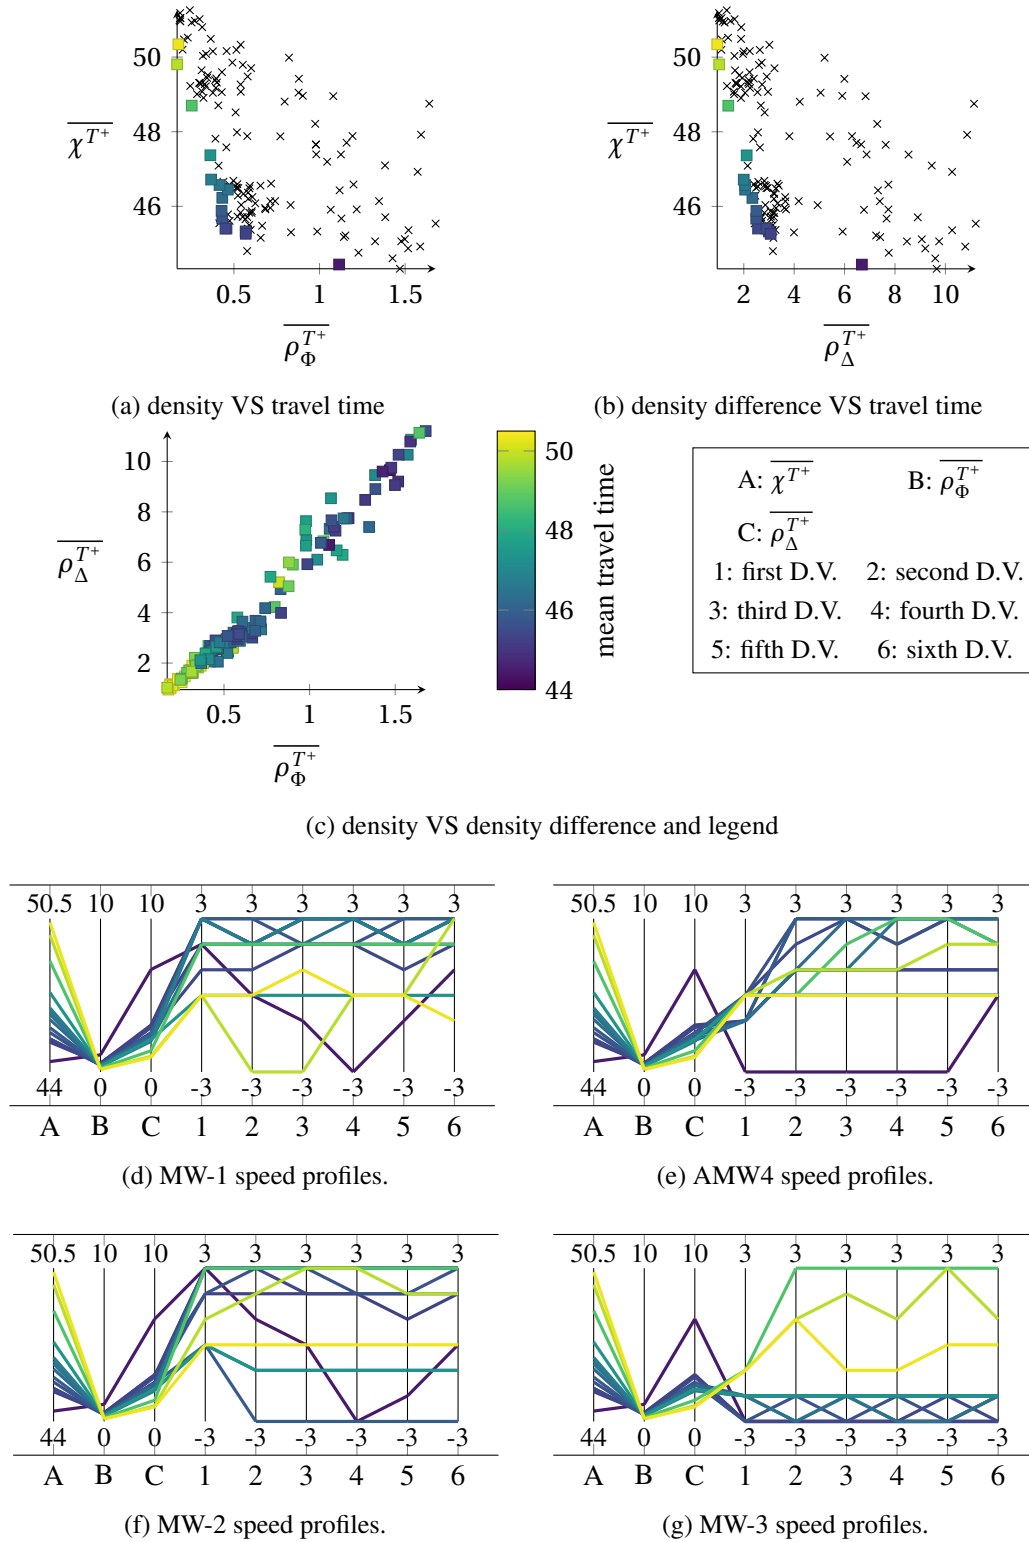 50
48
46
χ^{T+}
0.5 1 1.5
ρ_Φ^{T+}
(a) density VS travel time
50
48
46
χ^{T+}
2 4 6 8 10
ρ_Δ^{T+}
(b) density difference VS travel time
10
8
6
4
2
ρ_Δ^{T+}
0.5 1 1.5
ρ_Φ^{T+}
50
48
46
44
mean travel time
A: χ^{T+} B: ρ_Φ^{T+}
C: ρ_Δ^{T+}
1: first D.V. 2: second D.V.
3: third D.V. 4: fourth D.V.
5: fifth D.V. 6: sixth D.V.
(c) density VS density difference and legend
50.5 10 10 3 3 3 3 3 3
44 0 0 -3 -3 -3 -3 -3 -3
A B C 1 2 3 4 5 6
(d) MW-1 speed profiles.
50.5 10 10 3 3 3 3 3 3
44 0 0 -3 -3 -3 -3 -3 -3
A B C 1 2 3 4 5 6
(e) AMW4 speed profiles.
50.5 10 10 3 3 3 3 3 3
44 0 0 -3 -3 -3 -3 -3 -3
A B C 1 2 3 4 5 6
(f) MW-2 speed profiles.
50.5 10 10 3 3 3 3 3 3
44 0 0 -3 -3 -3 -3 -3 -3
A B C 1 2 3 4 5 6
(g) MW-3 speed profiles.